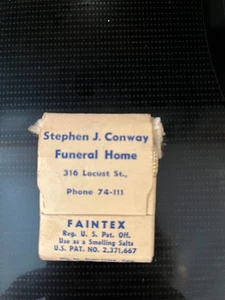 Stephen J. Conway
Funeral Home
316 Locust St.,
Phone 74-111
FAINTEX
Reg. U. S. Pat. Off.
Use as a Smelling Salts
U.S. PAT. NO. 2,371,667